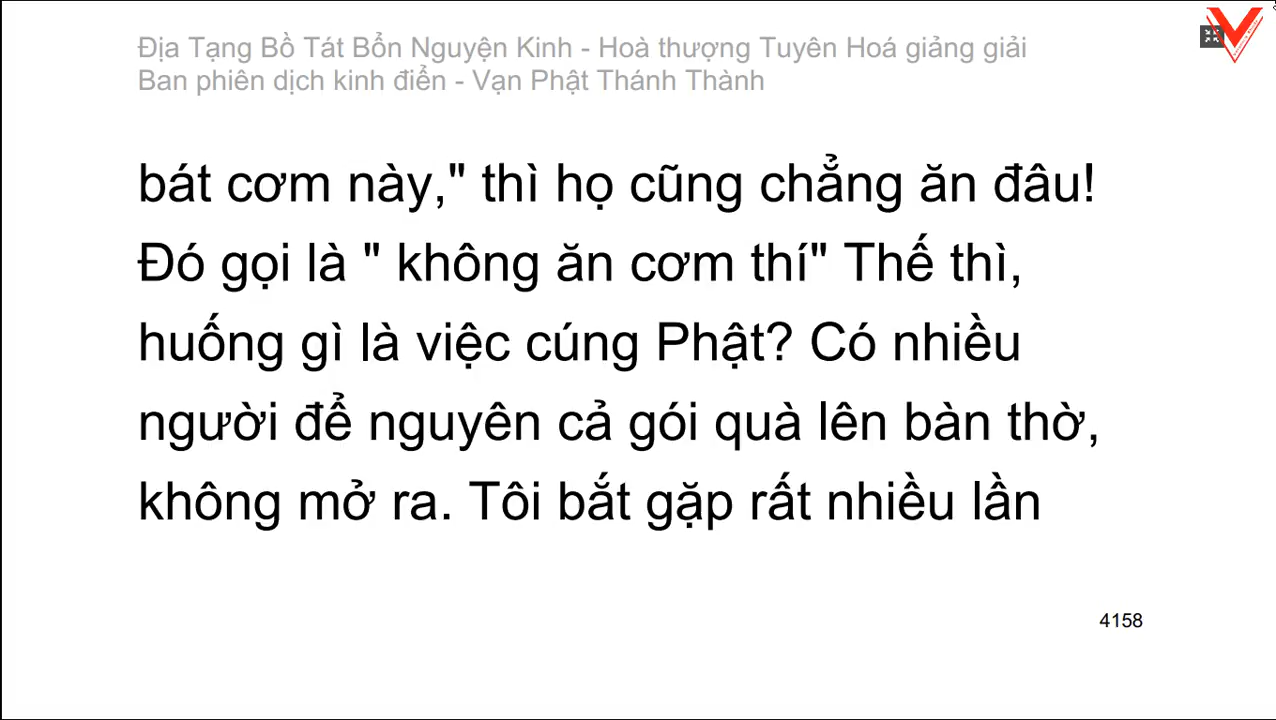 Địa Tạng Bồ Tát Bổn Nguyện Kinh - Hoà thượng Tuyên Hoá giảng giải
Ban phiên dịch kinh điển - Vạn Phật Thánh Thành
bát cơm này," thì họ cũng chẳng ăn đâu!
Đó gọi là " không ăn cơm thí" Thế thì,
huống gì là việc cúng Phật? Có nhiều
người để nguyên cả gói quà lên bàn thờ,
không mở ra. Tôi bắt gặp rất nhiều lần
4158